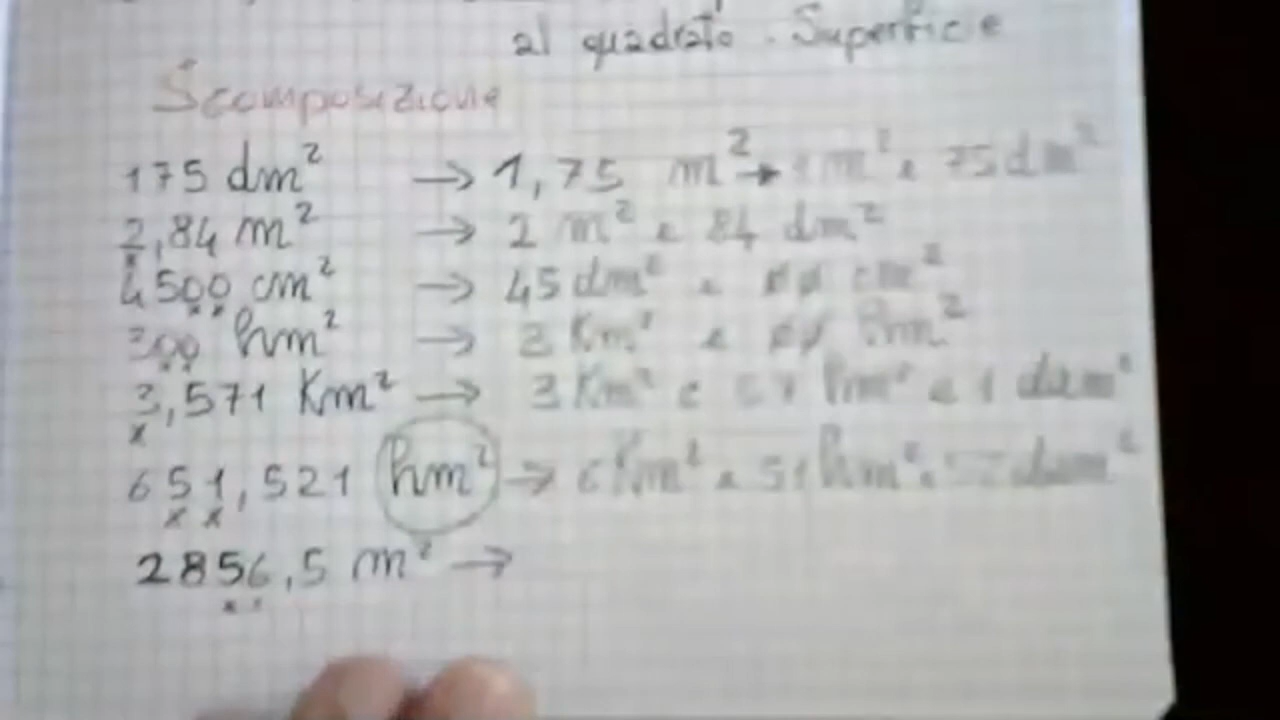 al quadrato. Superficie
Scomposizione
175 dm² → 1,75 m² → 1 m² e 75 dm²
2,84 m² → 2 m² e 84 dm²
4500 cm² → 45 dm² e 00 cm²
300 hm² → 3 Km² e 00 hm²
3,571 Km² → 3 Km² e 57 hm² e 1 dam²
651,521 hm² → 6 Km² e 51 hm² e 52 dam²
2856,5 m² →